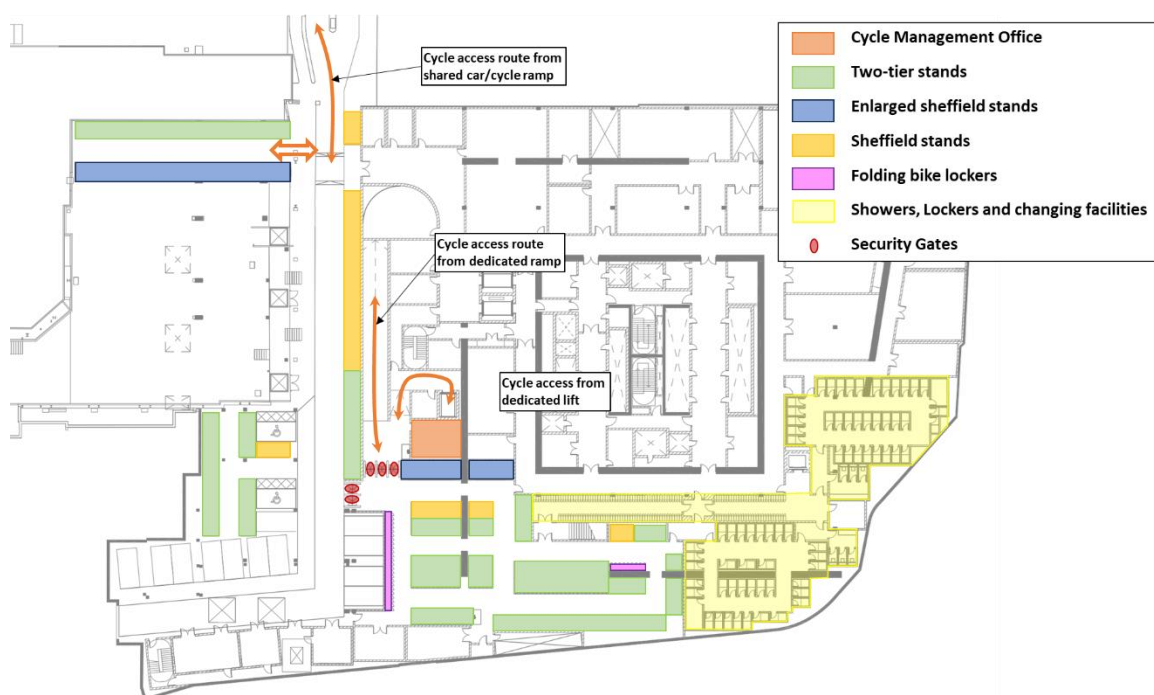 Cycle access route from
shared car/cycle ramp
Cycle access route
from dedicated ramp
Cycle access from
dedicated lift
Cycle Management Office
Two-tier stands
Enlarged sheffield stands
Sheffield stands
Folding bike lockers
Showers, Lockers and changing facilities
Security Gates